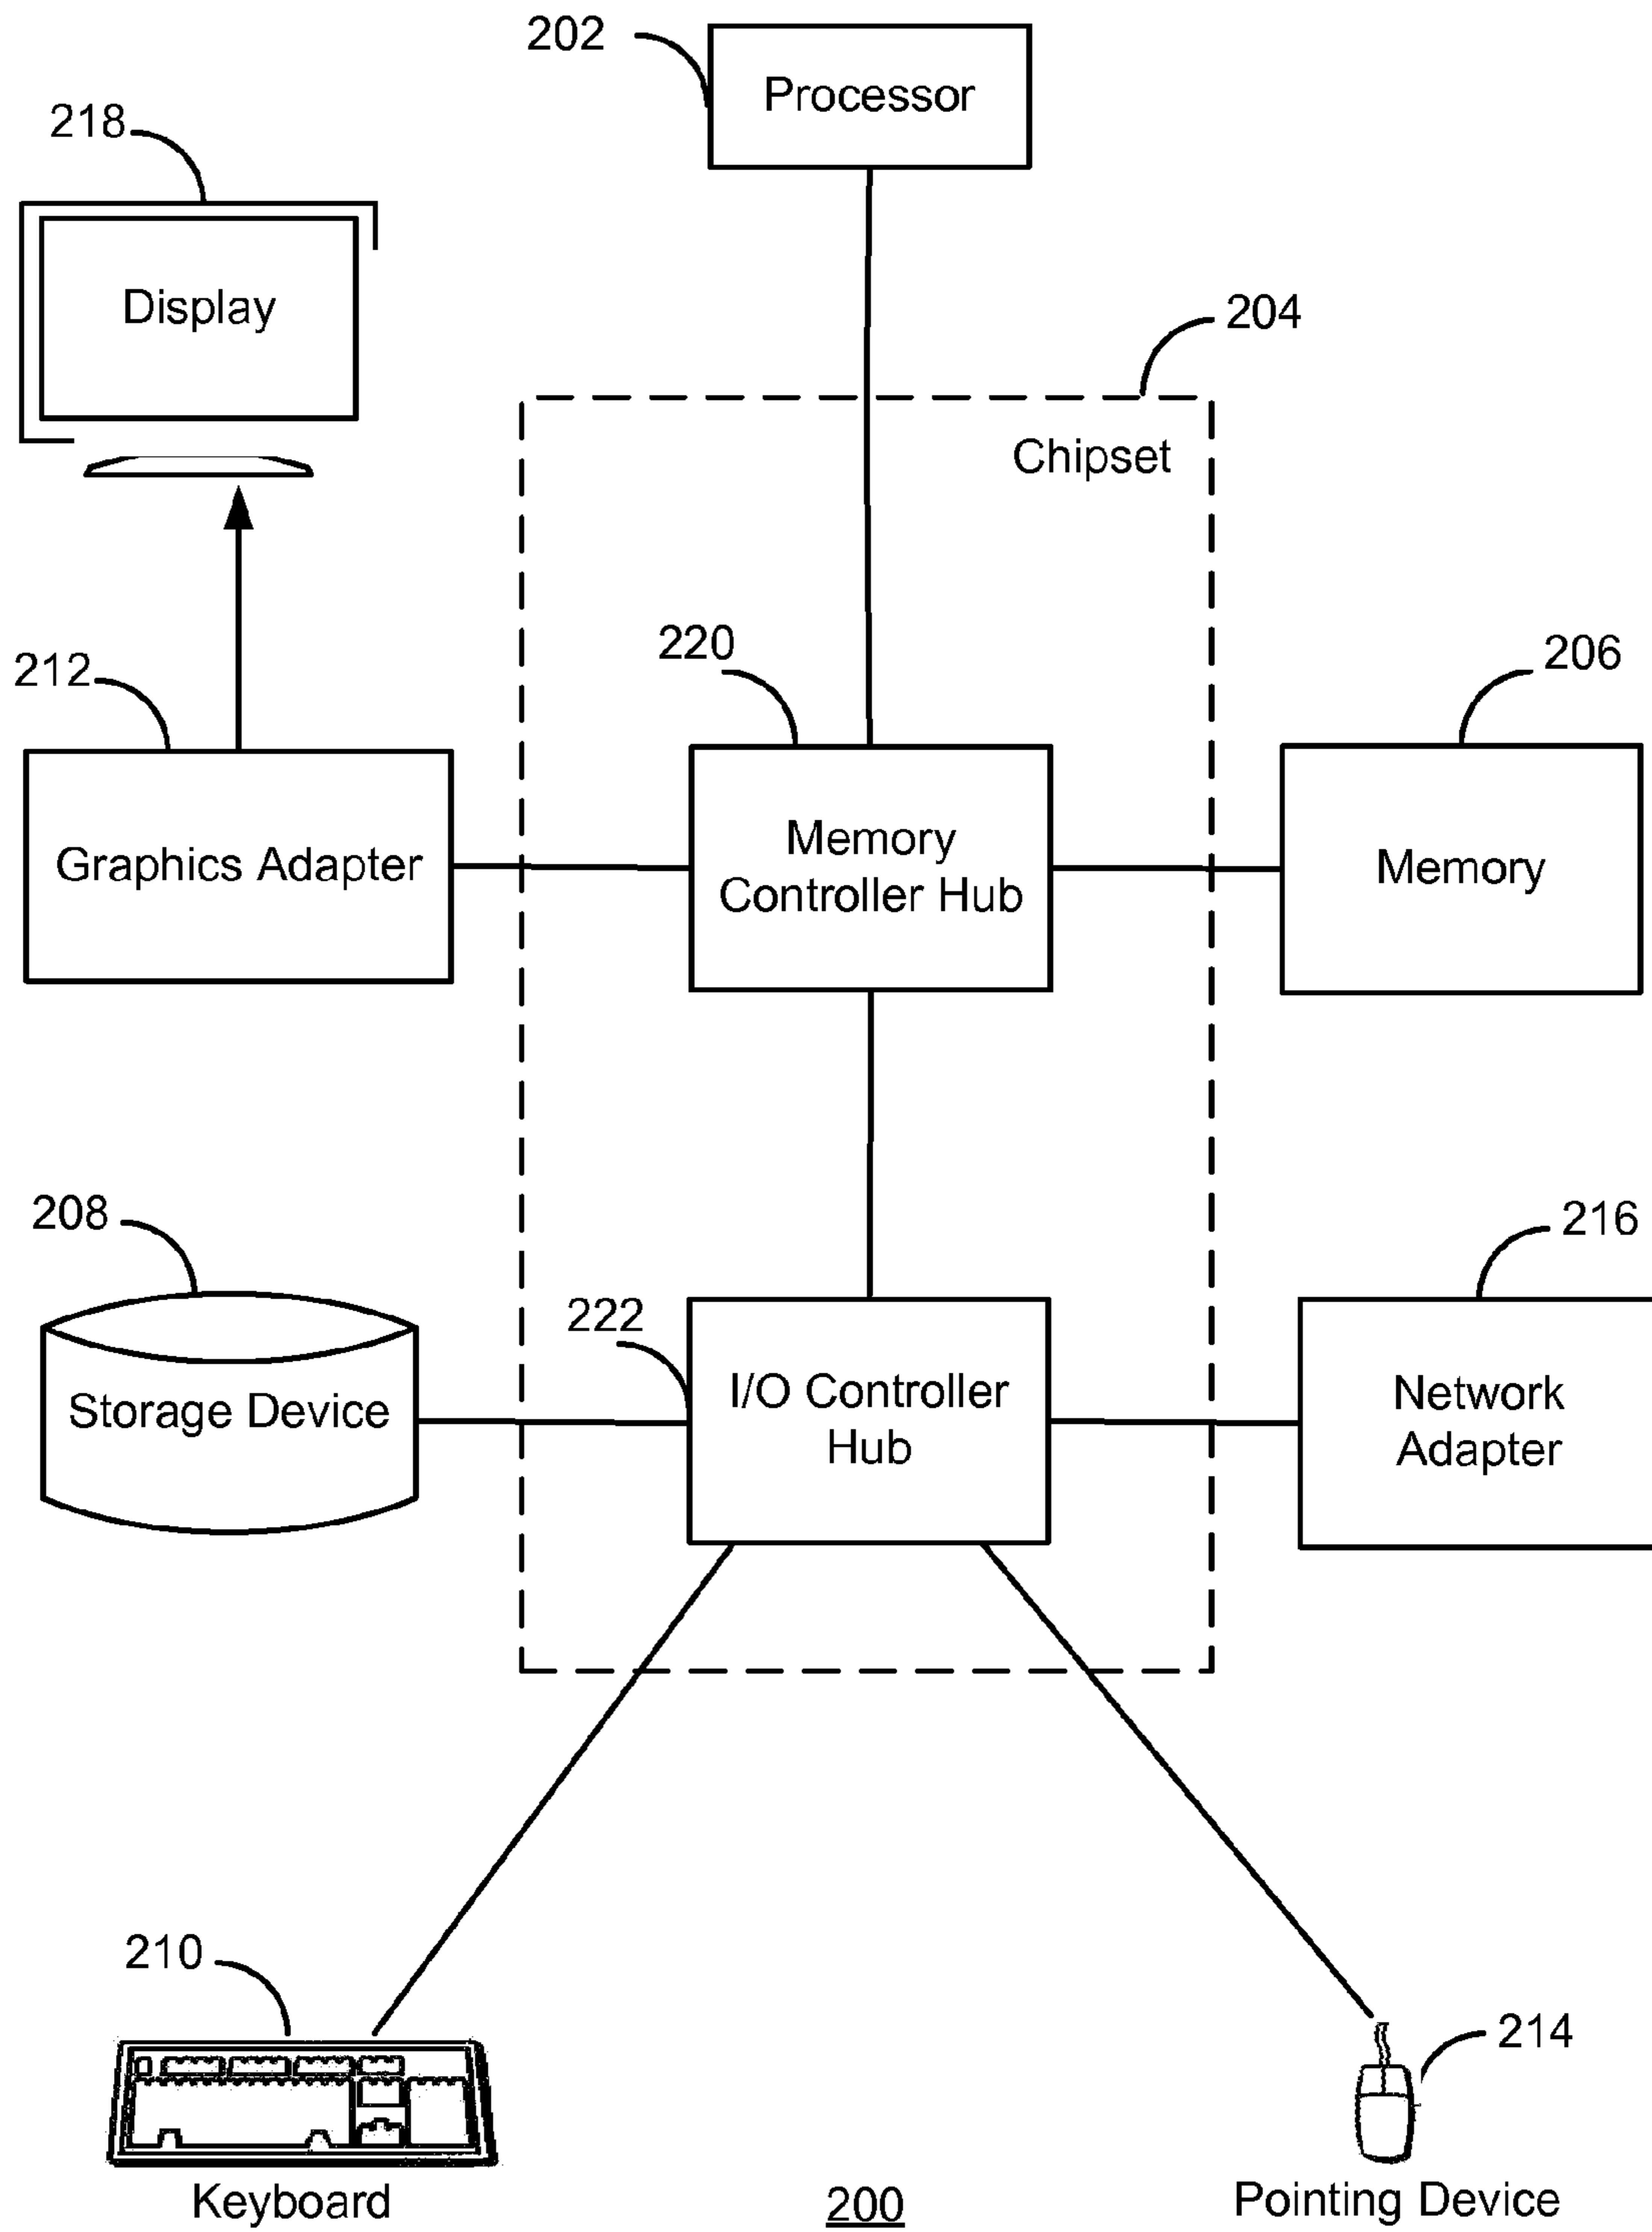 202
Processor
218
Display
204
Chipset
212
220
206
Graphics Adapter
Memory
Controller Hub
Memory
208
216
222
Storage Device
I/O Controller
Hub
Network
Adapter
210
214
Keyboard
200
Pointing Device